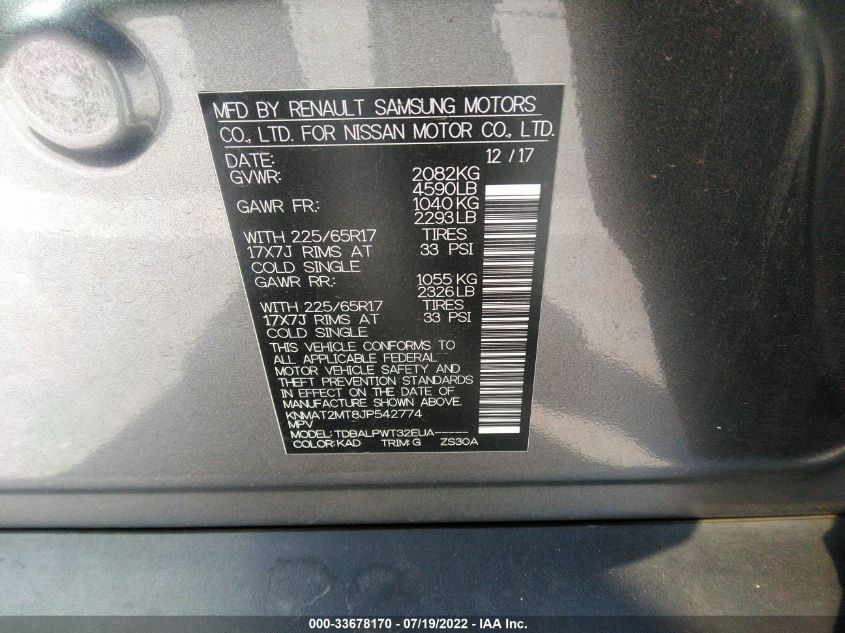 MFD BY RENAULT SAMSUNG MOTORS
CO., LTD. FOR NISSAN MOTOR CO., LTD.
DATE: 12 / 17
GVWR: 2082KG
4590LB
GAWR FR.: 1040KG
2293LB
WITH 225/65R17 TIRES
17X7J RIMS AT 33 PSI
COLD SINGLE
GAWR RR.: 1055KG
2326LB
WITH 225/65R17 TIRES
17X7J RIMS AT 33 PSI
COLD SINGLE
THIS VEHICLE CONFORMS TO
ALL APPLICABLE FEDERAL
MOTOR VEHICLE SAFETY AND
THEFT PREVENTION STANDARDS
IN EFFECT ON THE DATE OF
MANUFACTURE SHOWN ABOVE.
KNMAT2MT8JP542774
MPV
MODEL:TDBALPWT32EUA-----
COLOR:KAD TRIM:G ZS30A
000-33678170 - 07/19/2022 - IAA Inc.